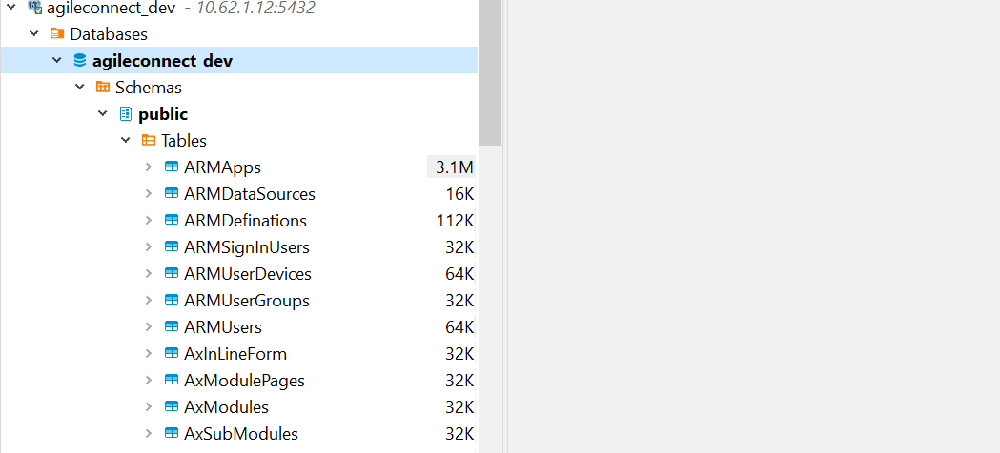 agileconnect_dev - 10.62.1.12:5432
Databases
agileconnect_dev
Schemas
public
Tables
ARMApps 3.1M
ARMDataSources 16K
ARMDefinations 112K
ARMSignInUsers 32K
ARMUserDevices 64K
ARMUserGroups 32K
ARMUsers 64K
AxInLineForm 32K
AxModulePages 32K
AxModules 32K
AxSubModules 32K